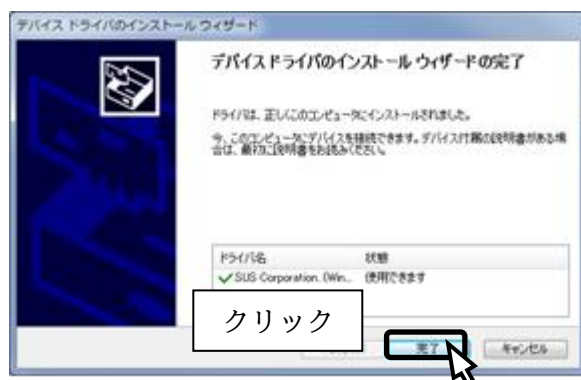 デバイス ドライバのインストール ウィザード
デバイス ドライバのインストール ウィザードの完了
ドライバは、正しくこのコンピュータにインストールされました。
今、このコンピュータにデバイスを接続できます。デバイス付属の説明書がある場
合は、最初に説明書をお読みください。
ドライバ名 状態
SUS Corporation. (Win... 使用できます
クリック
完了 キャンセル